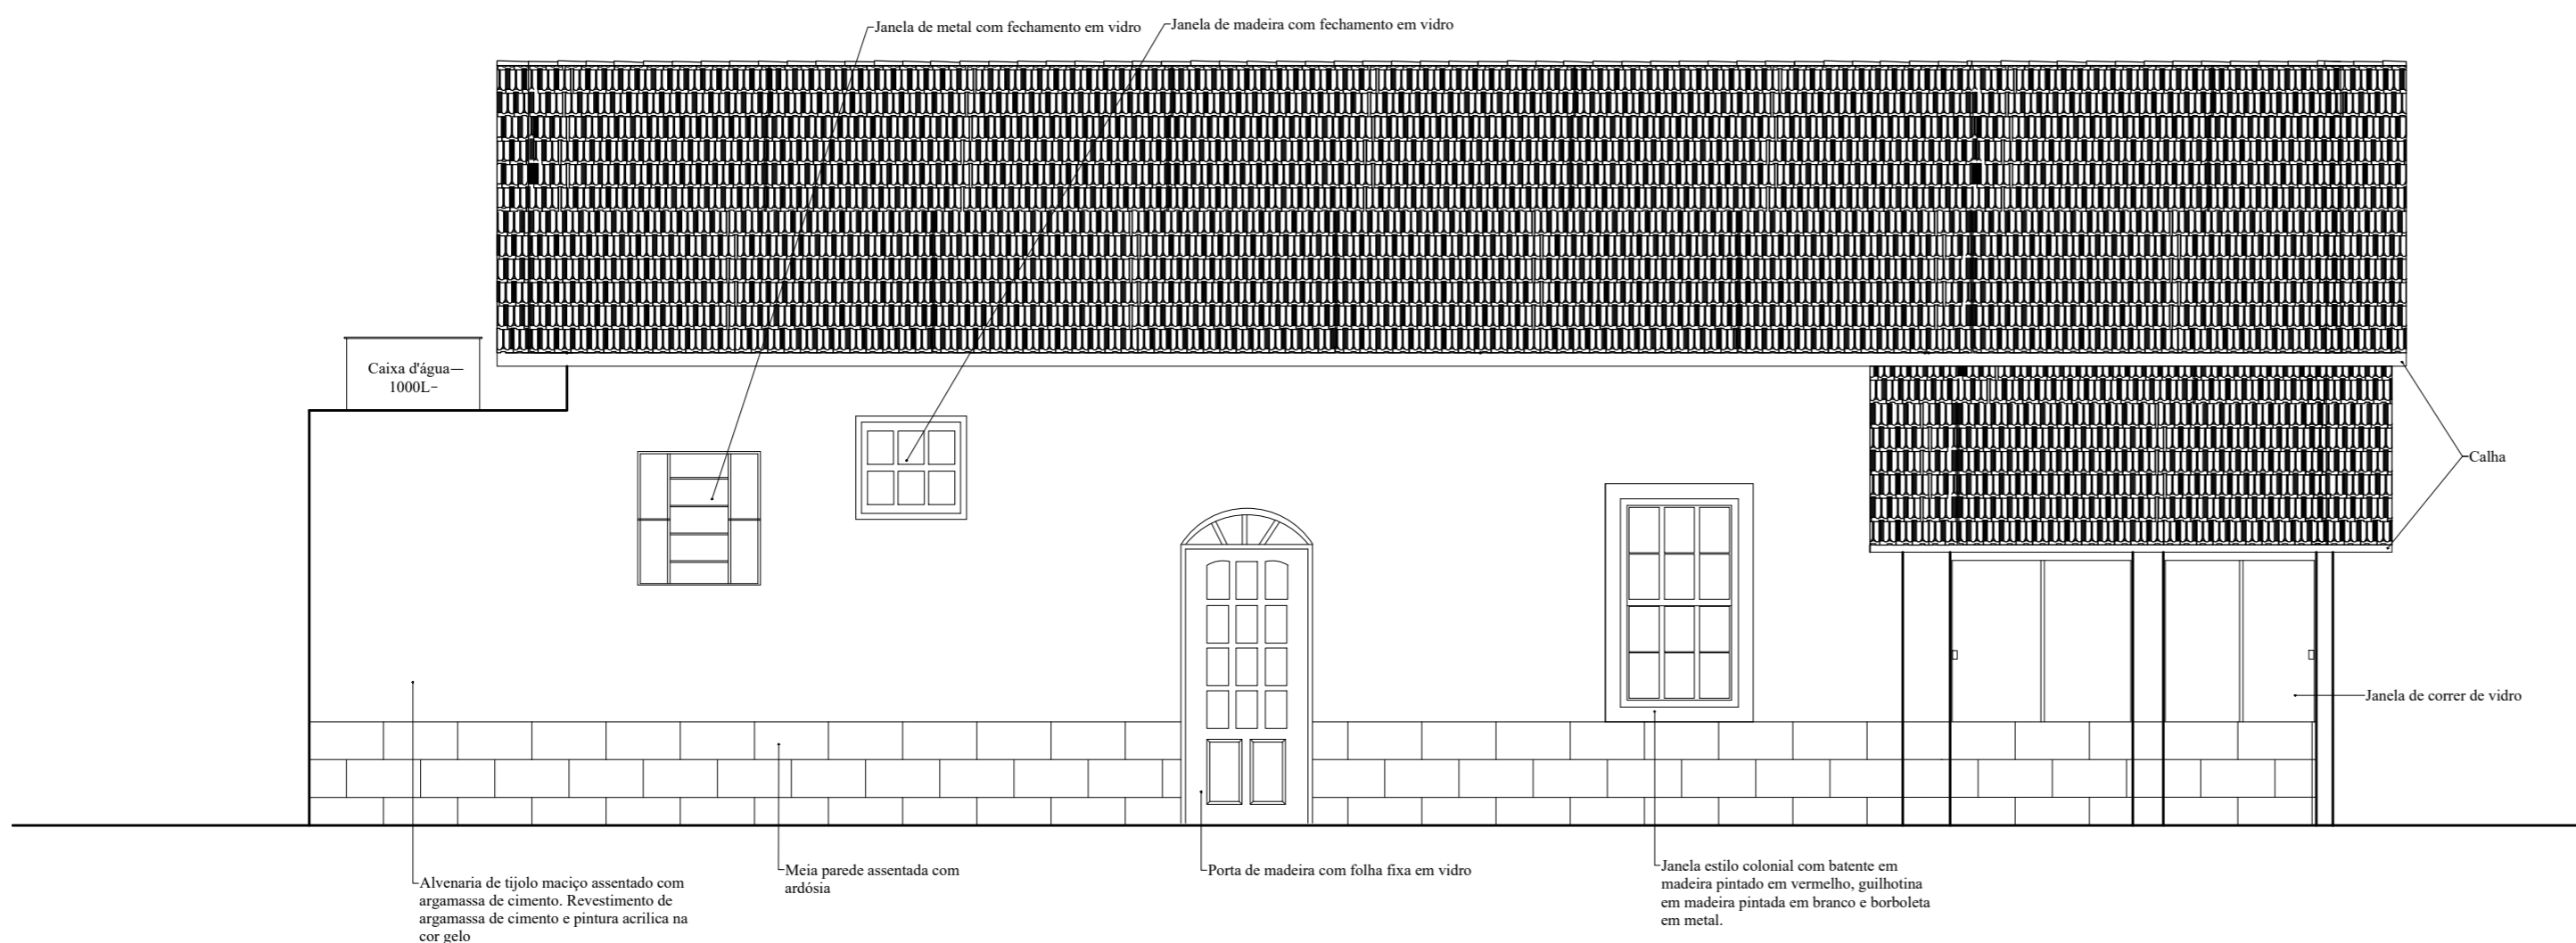 Janela de metal com fechamento em vidro
Janela de madeira com fechamento em vidro
Caixa d'água
1000L
Calha
Janela de correr de vidro
Alvenaria de tijolo maciço assentado com
argamassa de cimento. Revestimento de
argamassa de cimento e pintura acrilica na
cor gelo
Meia parede assentada com
ardósia
Porta de madeira com folha fixa em vidro
Janela estilo colonial com batente em
madeira pintado em vermelho, guilhotina
em madeira pintada em branco e borboleta
em metal.